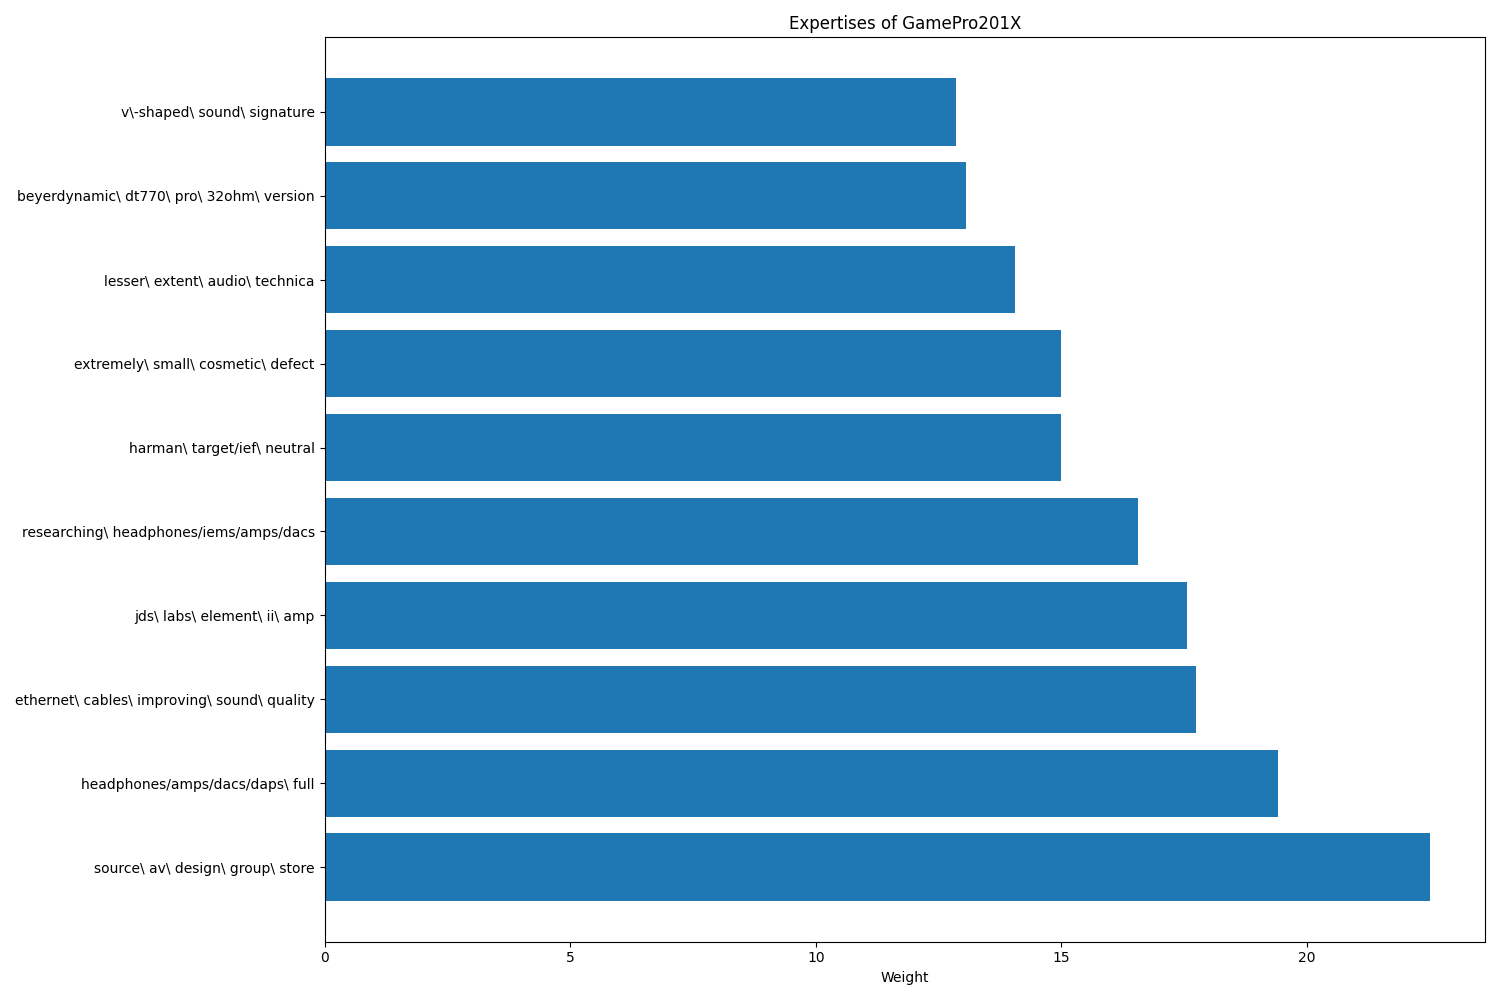 Expertises of GamePro201X
v\-shaped\ sound\ signature
beyerdynamic\ dt770\ pro\ 32ohm\ version
lesser\ extent\ audio\ technica
extremely\ small\ cosmetic\ defect
harman\ target/ief\ neutral
researching\ headphones/iems/amps/dacs
jds\ labs\ element\ ii\ amp
ethernet\ cables\ improving\ sound\ quality
headphones/amps/dacs/daps\ full
source\ av\ design\ group\ store
0 5 10 15 20
Weight